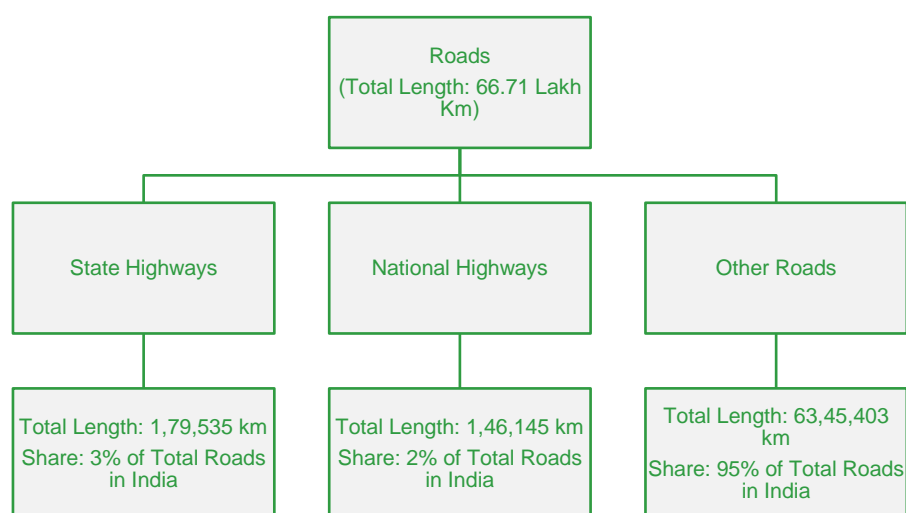 Roads
(Total Length: 66.71 Lakh
Km)
State Highways
National Highways
Other Roads
Total Length: 1,79,535 km
Share: 3% of Total Roads
in India
Total Length: 1,46,145 km
Share: 2% of Total Roads
in India
Total Length: 63,45,403
km
Share: 95% of Total Roads
in India